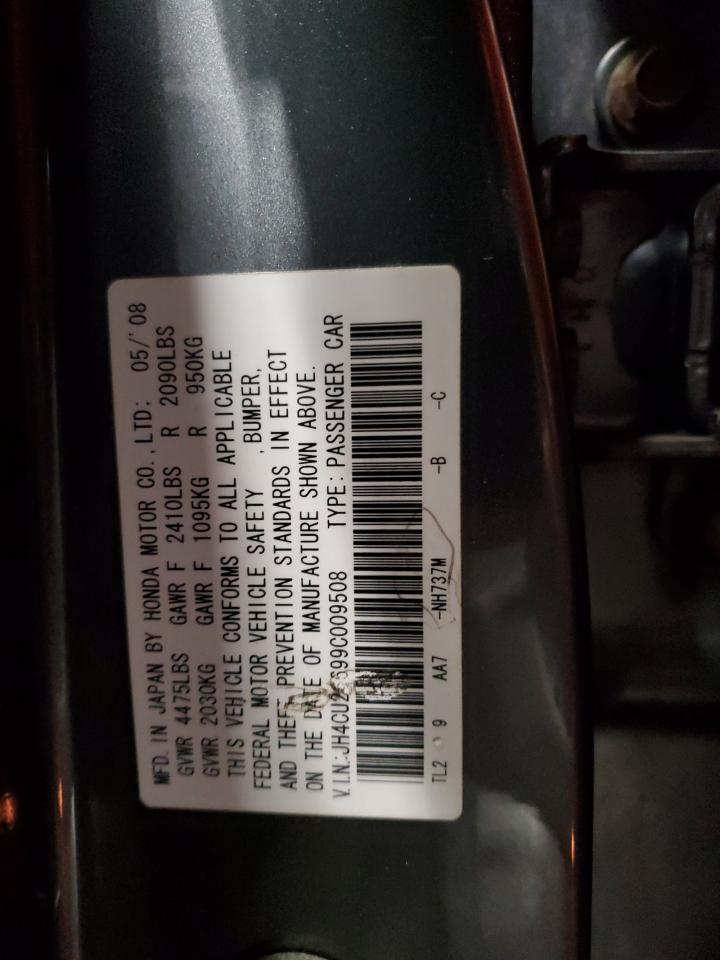 MFD. IN JAPAN BY HONDA MOTOR CO., LTD: 05/'08
GVWR 4475LBS GAWR F 2410LBS R 2090LBS
GVWR 2030KG GAWR F 1095KG R 950KG
THIS VEHICLE CONFORMS TO ALL APPLICABLE
FEDERAL MOTOR VEHICLE SAFETY , BUMPER,
AND THEFT PREVENTION STANDARDS IN EFFECT
ON THE DATE OF MANUFACTURE SHOWN ABOVE.
V.I.N.: TYPE: PASSENGER CAR
TL2 9 AA7 -NH737M -B -C